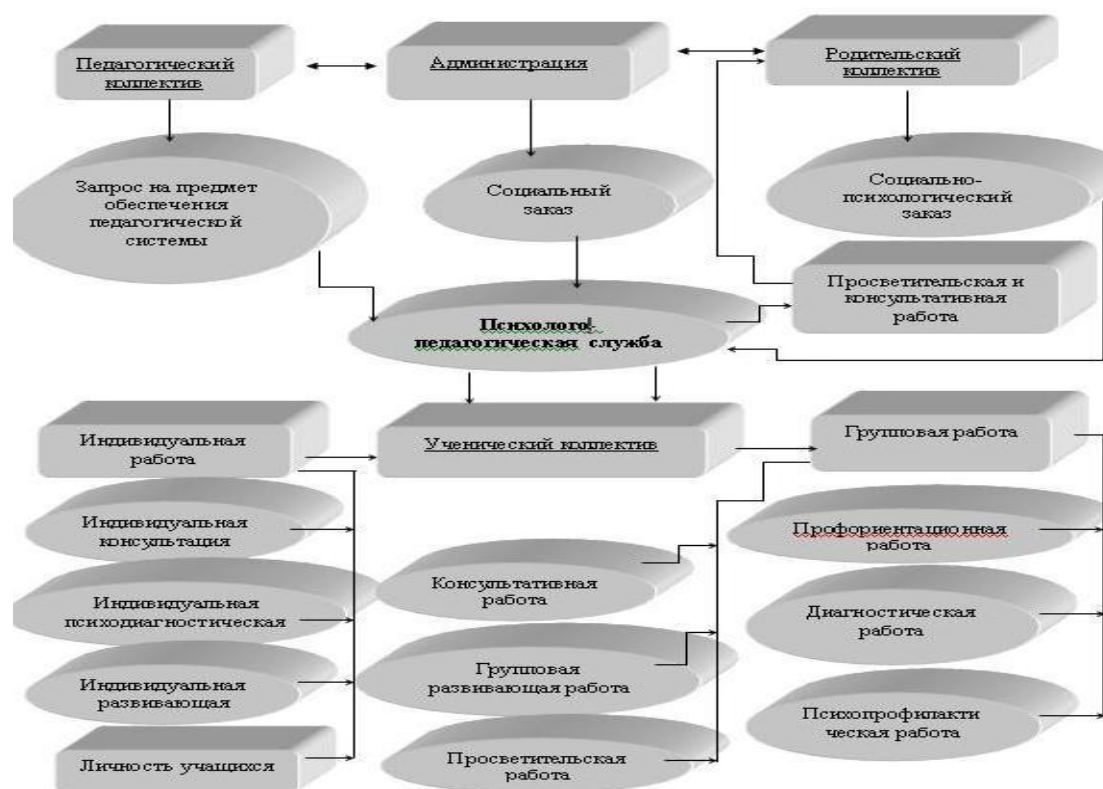 Педагогический
коллектив
Администрация
Родительский
коллектив
Запрос на предмет
обеспечения
педагогической
системы
Социальный
заказ
Социально-
психологический
заказ
Просветительская и
консультативная
работа
Психолого-
педагогическая служба
Индивидуальная
работа
Ученический коллектив
Групповая работа
Индивидуальная
консультация
Профориентационная
работа
Консультативная
работа
Индивидуальная
психодиагностическая
Диагностическая
работа
Групповая
развивающая работа
Индивидуальная
развивающая
Психопрофилакти
ческая работа
Личность учащихся
Просветительская
работа